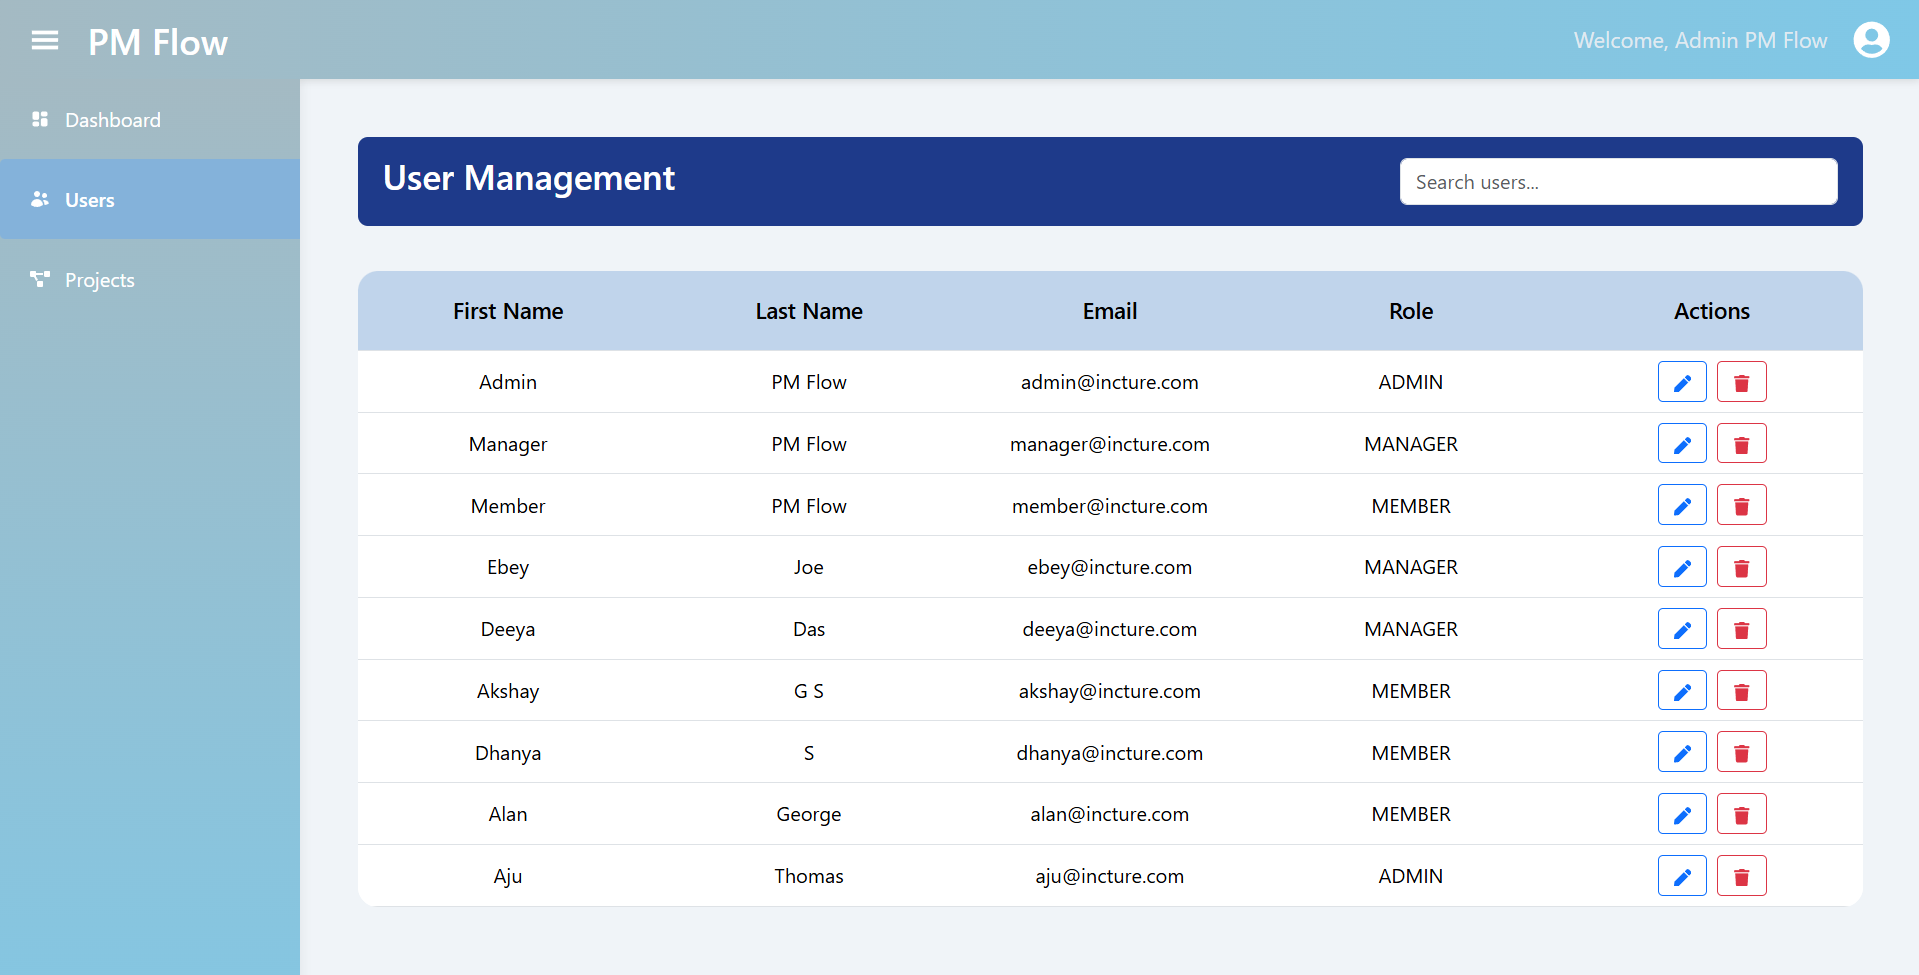 PM Flow
Welcome, Admin PM Flow
Dashboard
Users
Projects
User Management
Search users...
First Name Last Name Email Role Actions
Admin PM Flow admin@incture.com ADMIN
Manager PM Flow manager@incture.com MANAGER
Member PM Flow member@incture.com MEMBER
Ebey Joe ebey@incture.com MANAGER
Deeya Das deeya@incture.com MANAGER
Akshay G S akshay@incture.com MEMBER
Dhanya S dhanya@incture.com MEMBER
Alan George alan@incture.com MEMBER
Aju Thomas aju@incture.com ADMIN